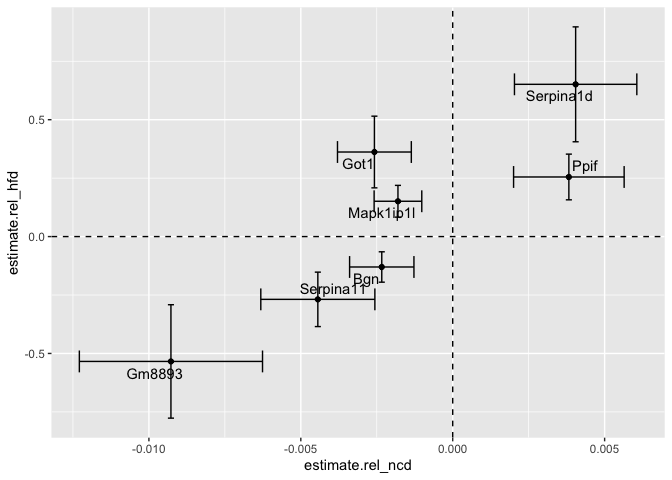 Serpina1d
0.5
Got1
Ppif
Mapk1ip1l
0.0
Bgn
Serpina11
-0.5
Gm8893
-0.010
-0.005
0.000
0.005
estimate.rel_ncd
estimate.rel_hfd